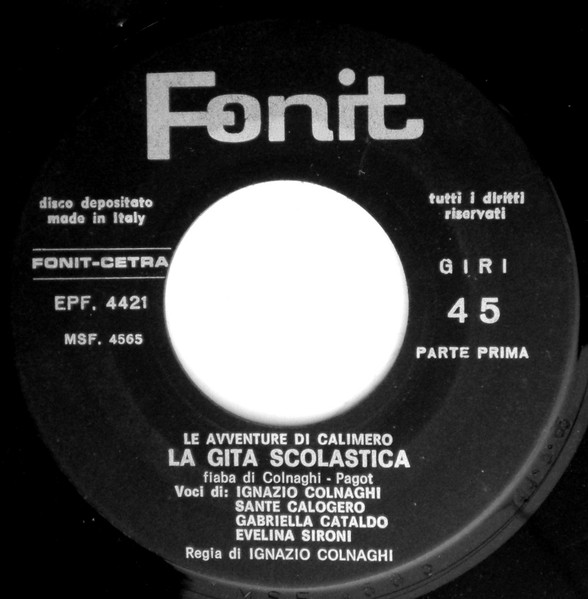 Fonit
disco depositato
made in Italy
tutti i diritti
riservati
FONIT-CETRA
GIRI
EPF. 4421
45
MSF. 4565
PARTE PRIMA
LE AVVENTURE DI CALIMERO
LA GITA SCOLASTICA
fiaba di Colnaghi - Pagot
Voci di: IGNAZIO COLNAGHI
SANTE CALOGERO
GABRIELLA CATALDO
EVELINA SIRONI
Regia di IGNAZIO COLNAGHI